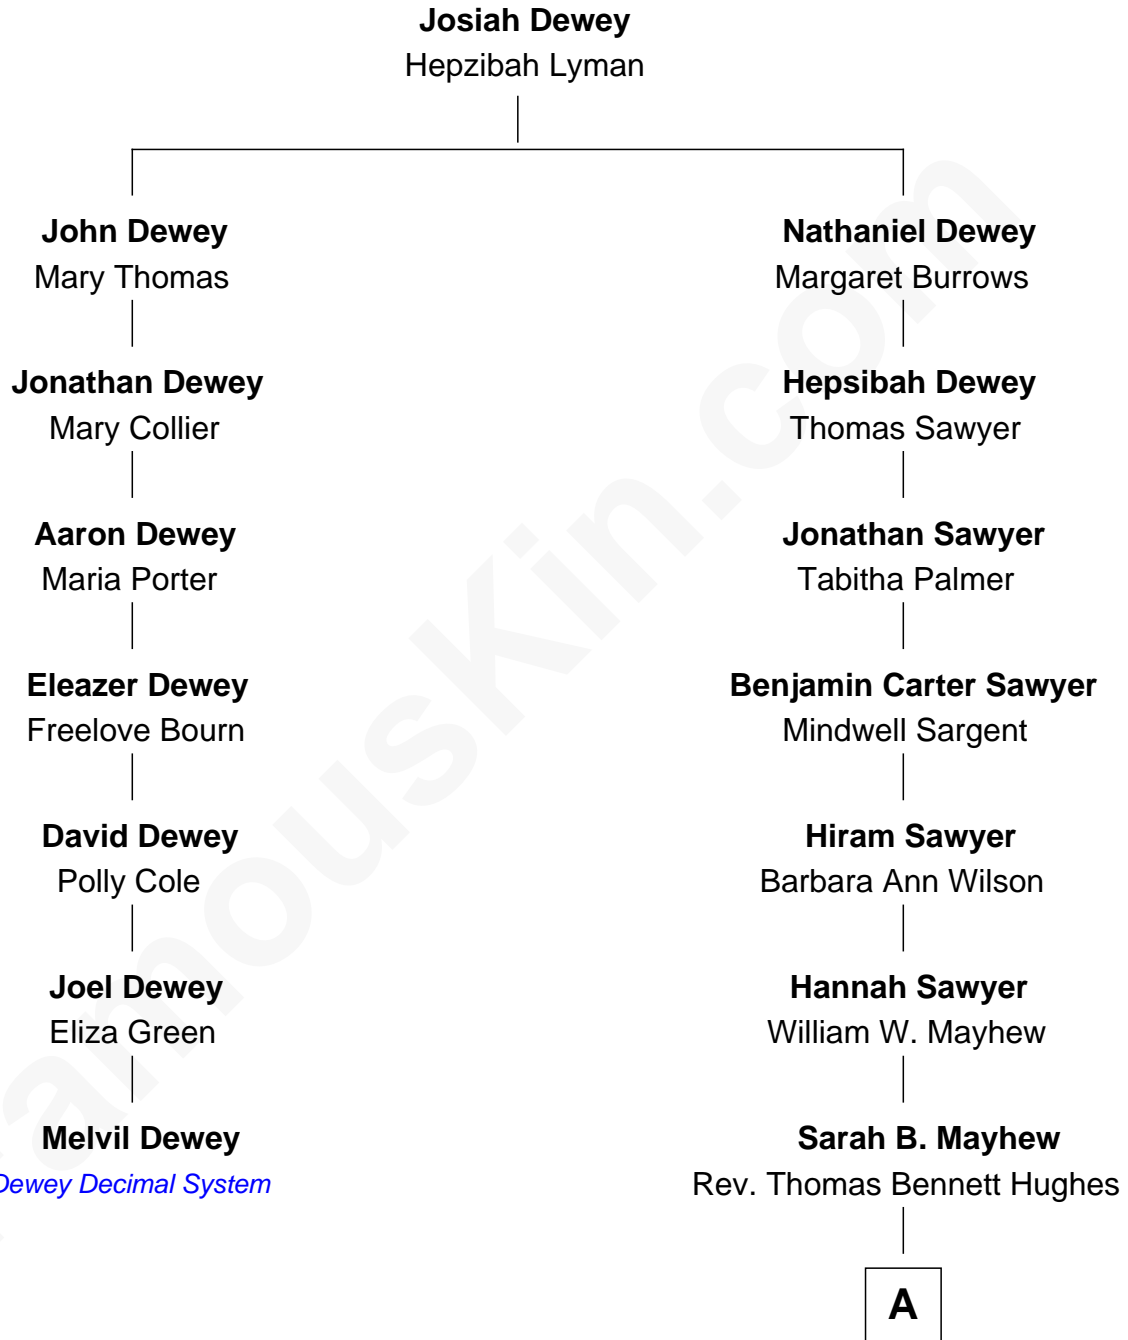 Josiah Dewey
Hepzibah Lyman
John Dewey
Mary Thomas
Jonathan Dewey
Mary Collier
Aaron Dewey
Maria Porter
Eleazer Dewey
Freelove Bourn
David Dewey
Polly Cole
Joel Dewey
Eliza Green
Melvil Dewey
Dewey Decimal System
Nathaniel Dewey
Margaret Burrows
Hepsibah Dewey
Thomas Sawyer
Jonathan Sawyer
Tabitha Palmer
Benjamin Carter Sawyer
Mindwell Sargent
Hiram Sawyer
Barbara Ann Wilson
Hannah Sawyer
William W. Mayhew
Sarah B. Mayhew
Rev. Thomas Bennett Hughes
A
FamousKin.com